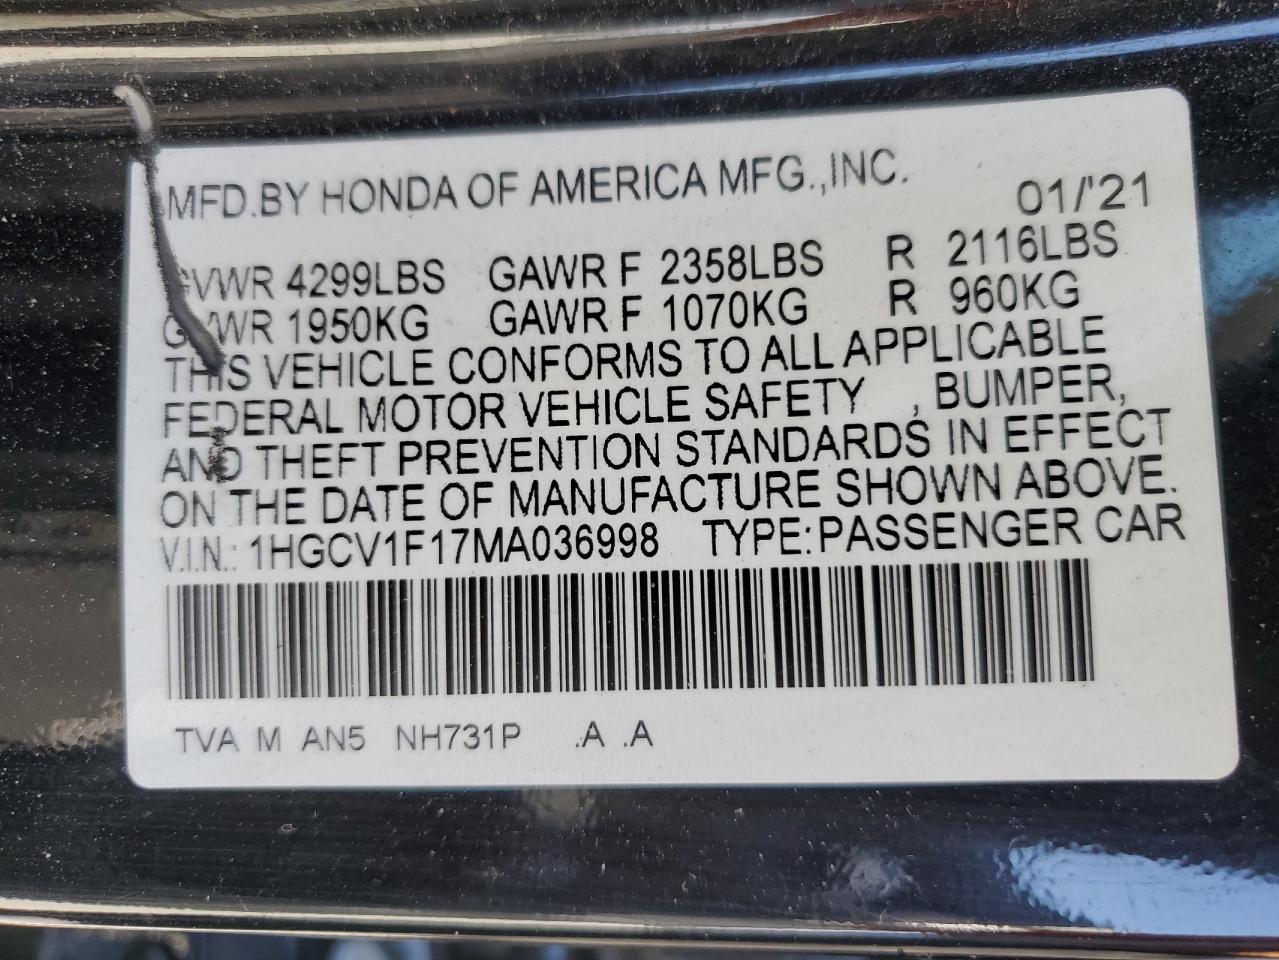 MFD.BY HONDA OF AMERICA MFG.,INC. 01/'21
GVWR 4299LBS GAWR F 2358LBS R 2116LBS
GVWR 1950KG GAWR F 1070KG R 960KG
THIS VEHICLE CONFORMS TO ALL APPLICABLE
FEDERAL MOTOR VEHICLE SAFETY , BUMPER,
AND THEFT PREVENTION STANDARDS IN EFFECT
ON THE DATE OF MANUFACTURE SHOWN ABOVE.
V.I.N.: 1HGCV1F17MA036998 TYPE:PASSENGER CAR
TVA M AN5 NH731P .A .A